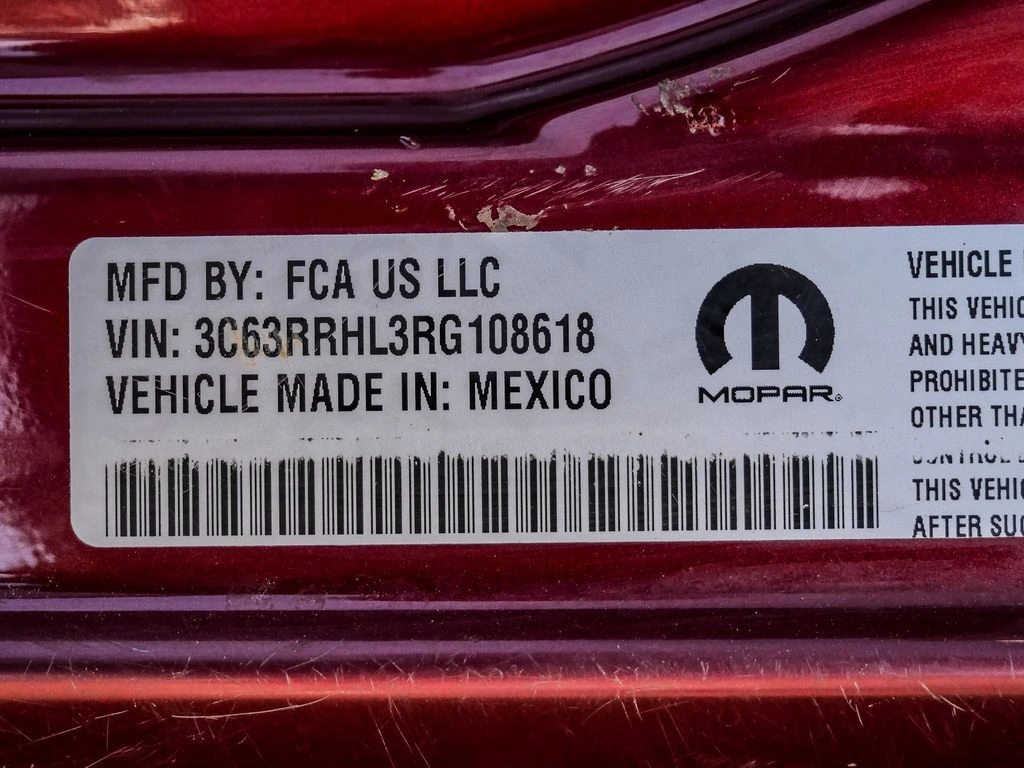 MFD BY: FCA US LLC
VIN: 3C63RRHL3RG108618
VEHICLE MADE IN: MEXICO
MOPAR®
VEHICLE
THIS VEHIC
AND HEAVY
PROHIBITE
OTHER THA
THIS VEHIC
AFTER SUC